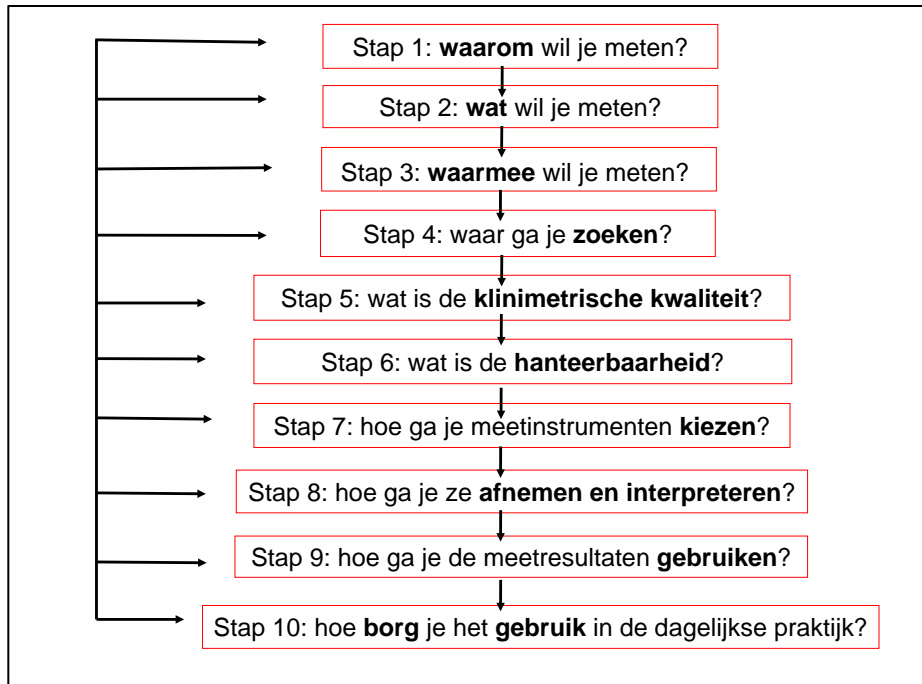 Stap 1: waarom wil je meten?
Stap 2: wat wil je meten?
Stap 3: waarmee wil je meten?
Stap 4: waar ga je zoeken?
Stap 5: wat is de klinimetrische kwaliteit?
Stap 6: wat is de hanteerbaarheid?
Stap 7: hoe ga je meetinstrumenten kiezen?
Stap 8: hoe ga je ze afnemen en interpreteren?
Stap 9: hoe ga je de meetresultaten gebruiken?
Stap 10: hoe borg je het gebruik in de dagelijkse praktijk?